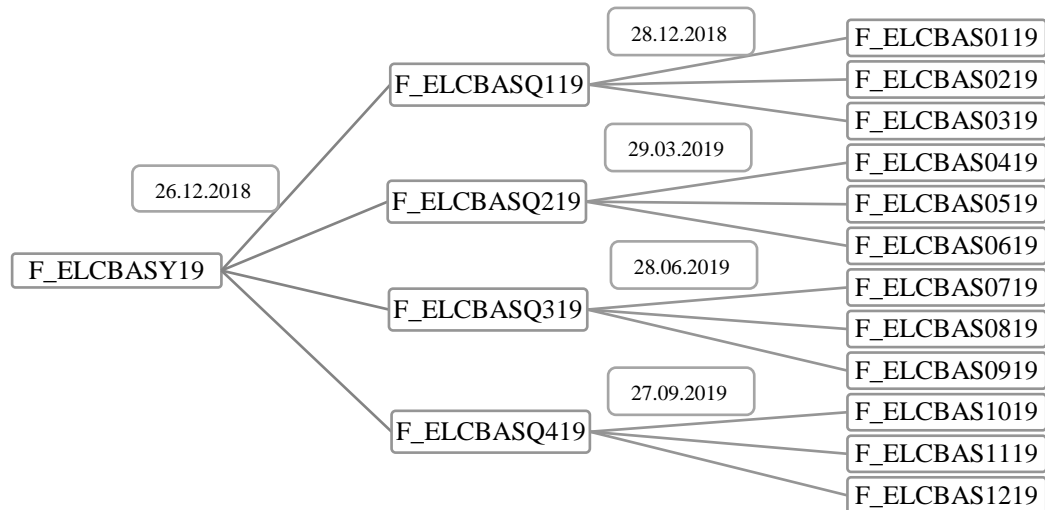 28.12.2018
F_ELCBAS0119
F_ELCBASQ119
F_ELCBAS0219
F_ELCBAS0319
29.03.2019
F_ELCBAS0419
26.12.2018
F_ELCBASQ219
F_ELCBAS0519
F_ELCBAS0619
F_ELCBASY19
28.06.2019
F_ELCBAS0719
F_ELCBASQ319
F_ELCBAS0819
F_ELCBAS0919
27.09.2019
F_ELCBAS1019
F_ELCBASQ419
F_ELCBAS1119
F_ELCBAS1219